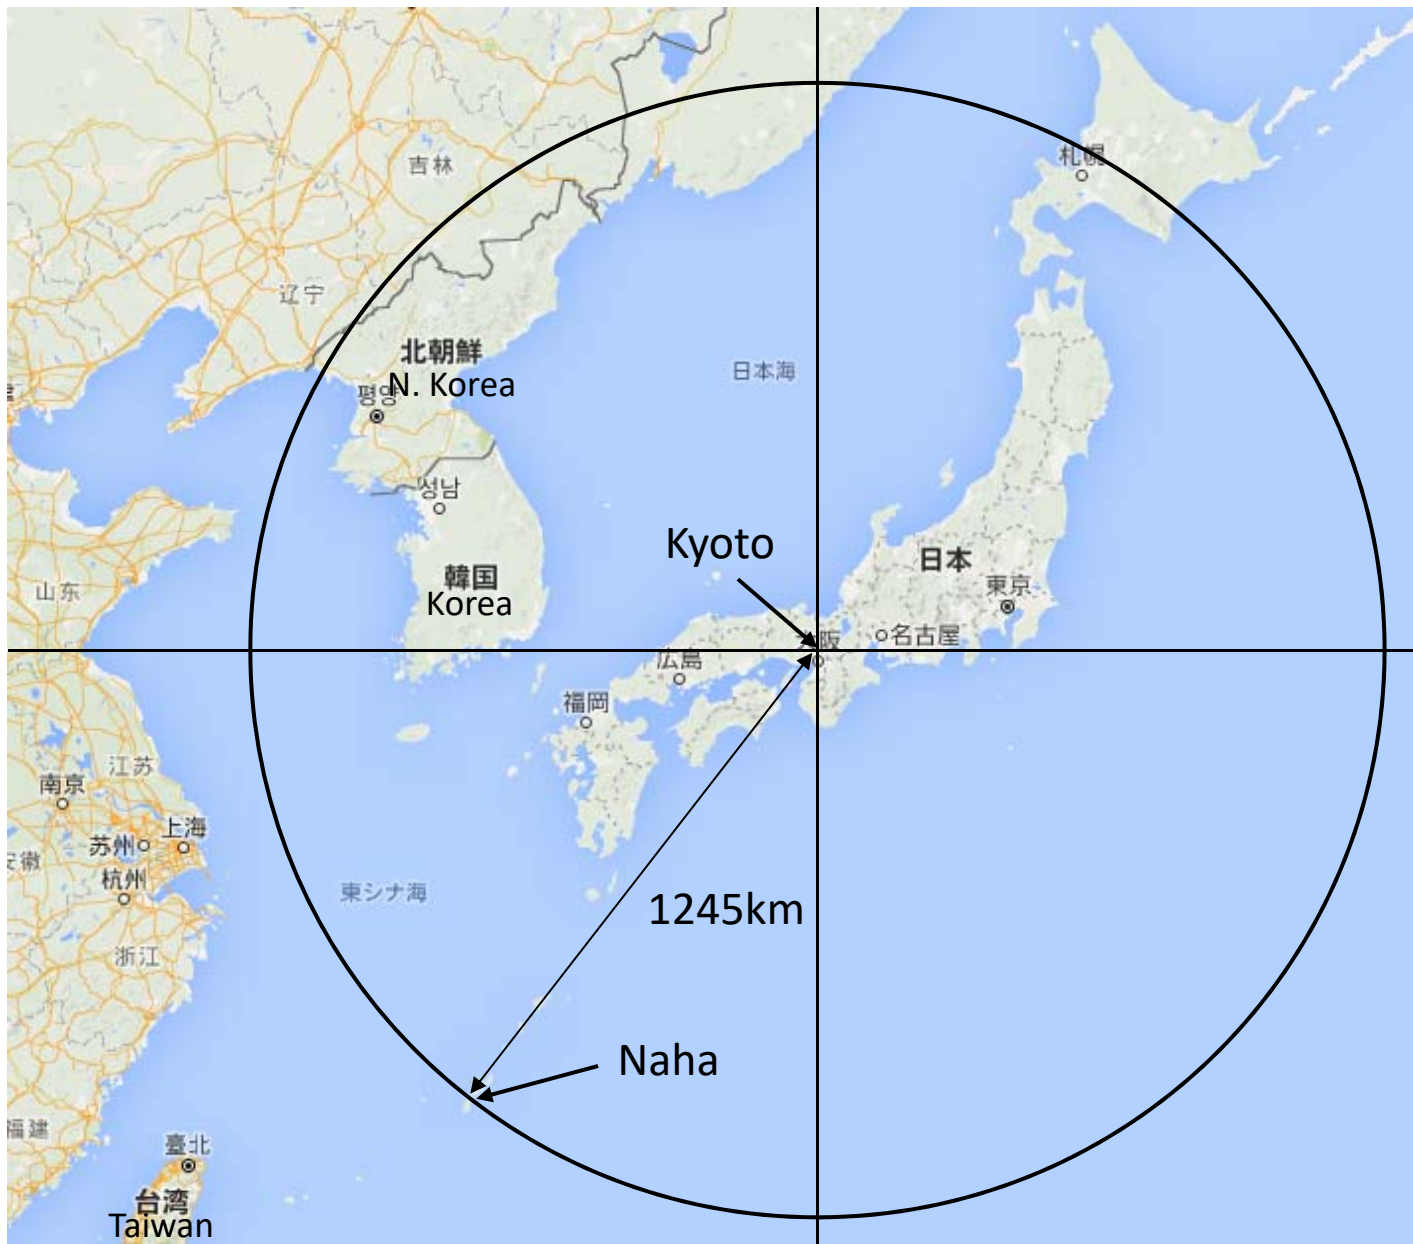 札幌
吉林
辽宁
北朝鮮
N. Korea
평양
日本海
성남
Kyoto
日本
東京
韓国
Korea
山东
阪
名古屋
広島
福岡
江苏
南京
上海
苏州
安徽
杭州
東シナ海
1245km
浙江
Naha
福建
臺北
台湾
Taiwan